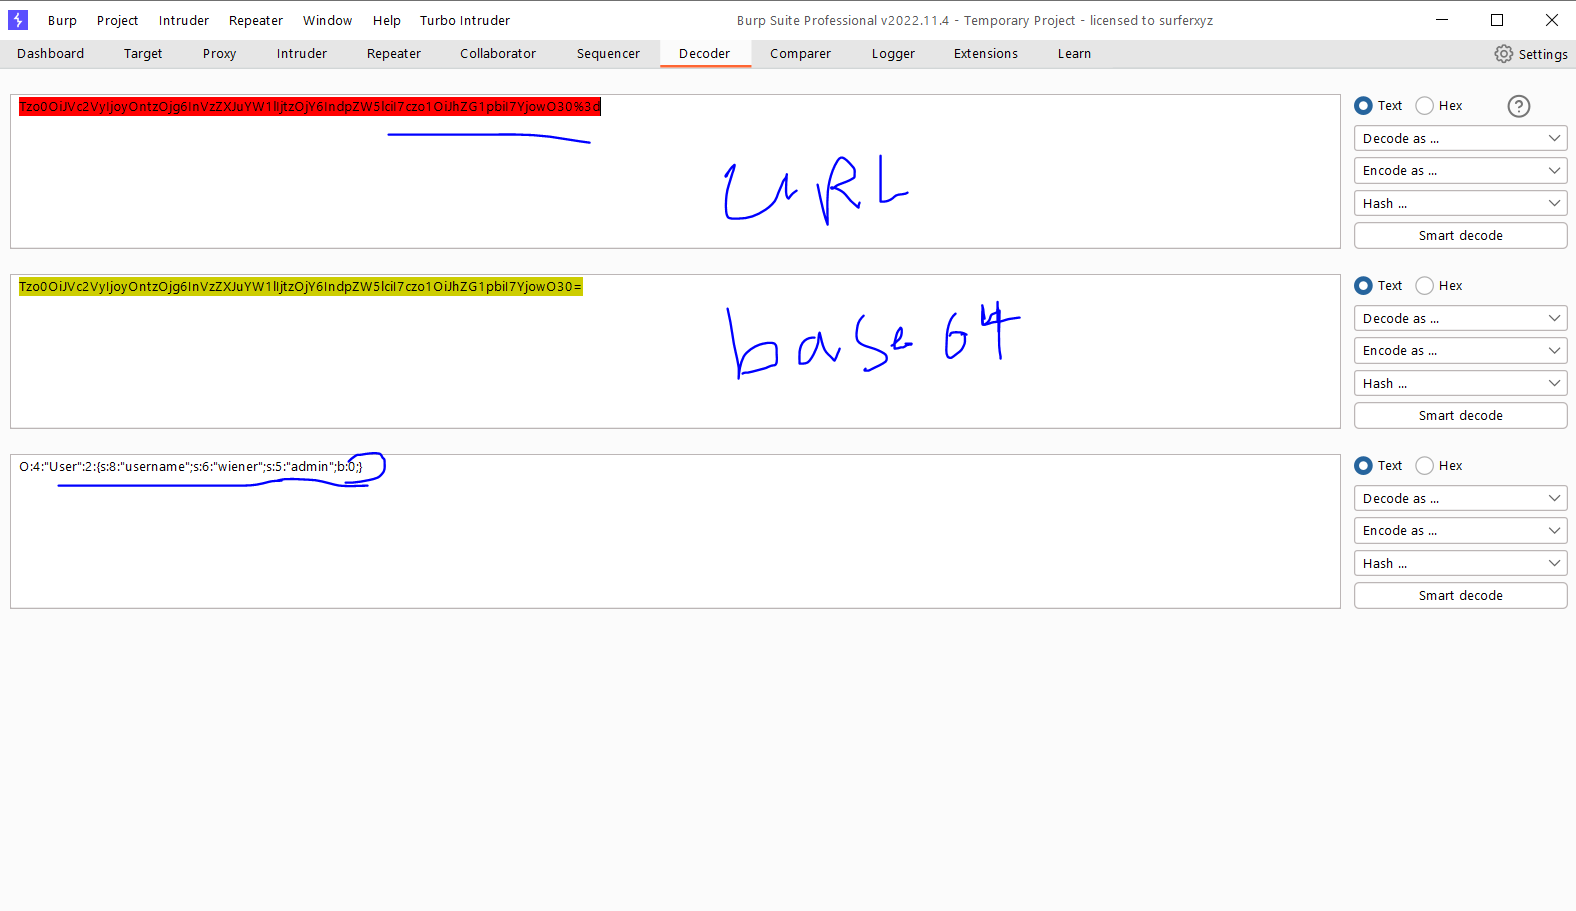 Burp Project Intruder Repeater Window Help Turbo Intruder Burp Suite Professional v2022.11.4 - Temporary Project - licensed to surferxyz
Dashboard Target Proxy Intruder Repeater Collaborator Sequencer Decoder Comparer Logger Extensions Learn Settings
Tzo0OiJVc2VyIjoyOntzOjg6InVzZXJuYW1lIjtzOjY6IndpZW5lciI7czo1OiJhZG1pbiI7YjowO30%3d
Text Hex ?
Decode as ...
Encode as ...
URL
Hash ...
Smart decode
Tzo0OiJVc2VyIjoyOntzOjg6InVzZXJuYW1lIjtzOjY6IndpZW5lciI7czo1OiJhZG1pbiI7YjowO30=
Text Hex
Decode as ...
base 64
Encode as ...
Hash ...
Smart decode
O:4:"User":2:{s:8:"username";s:6:"wiener";s:5:"admin";b:0;}
Text Hex
Decode as ...
Encode as ...
Hash ...
Smart decode